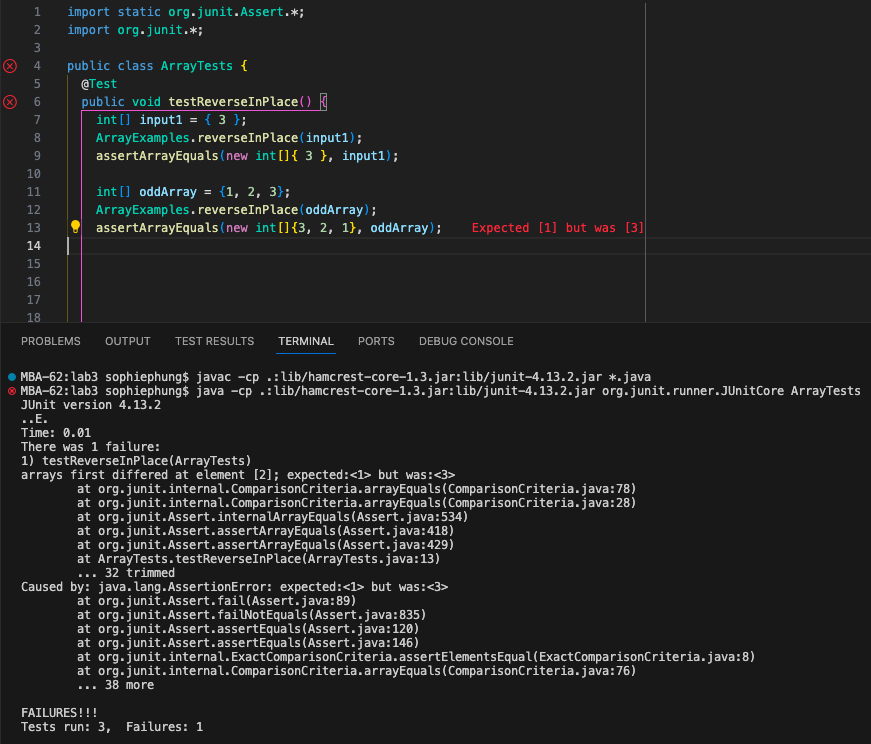 1 import static org.junit.Assert.*;
2 import org.junit.*;
3
4 public class ArrayTests {
5 @Test
6 public void testReverseInPlace() {
7 int[] input1 = { 3 };
8 ArrayExamples.reverseInPlace(input1);
9 assertArrayEquals(new int[]{ 3 }, input1);
10
11 int[] oddArray = {1, 2, 3};
12 ArrayExamples.reverseInPlace(oddArray);
13 assertArrayEquals(new int[]{3, 2, 1}, oddArray); Expected [1] but was [3]
14
15
16
17
18
PROBLEMS OUTPUT TEST RESULTS TERMINAL PORTS DEBUG CONSOLE
MBA-62:lab3 sophiephung$ javac -cp .:lib/hamcrest-core-1.3.jar:lib/junit-4.13.2.jar *.java
MBA-62:lab3 sophiephung$ java -cp .:lib/hamcrest-core-1.3.jar:lib/junit-4.13.2.jar org.junit.runner.JUnitCore ArrayTests
JUnit version 4.13.2
..E.
Time: 0.01
There was 1 failure:
1) testReverseInPlace(ArrayTests)
arrays first differed at element [2]; expected:<1> but was:<3>
at org.junit.internal.ComparisonCriteria.arrayEquals(ComparisonCriteria.java:78)
at org.junit.internal.ComparisonCriteria.arrayEquals(ComparisonCriteria.java:28)
at org.junit.Assert.internalArrayEquals(Assert.java:534)
at org.junit.Assert.assertArrayEquals(Assert.java:418)
at org.junit.Assert.assertArrayEquals(Assert.java:429)
at ArrayTests.testReverseInPlace(ArrayTests.java:13)
... 32 trimmed
Caused by: java.lang.AssertionError: expected:<1> but was:<3>
at org.junit.Assert.fail(Assert.java:89)
at org.junit.Assert.failNotEquals(Assert.java:835)
at org.junit.Assert.assertEquals(Assert.java:120)
at org.junit.Assert.assertEquals(Assert.java:146)
at org.junit.internal.ExactComparisonCriteria.assertElementsEqual(ExactComparisonCriteria.java:8)
at org.junit.internal.ComparisonCriteria.arrayEquals(ComparisonCriteria.java:76)
... 38 more
FAILURES!!!
Tests run: 3,  Failures: 1